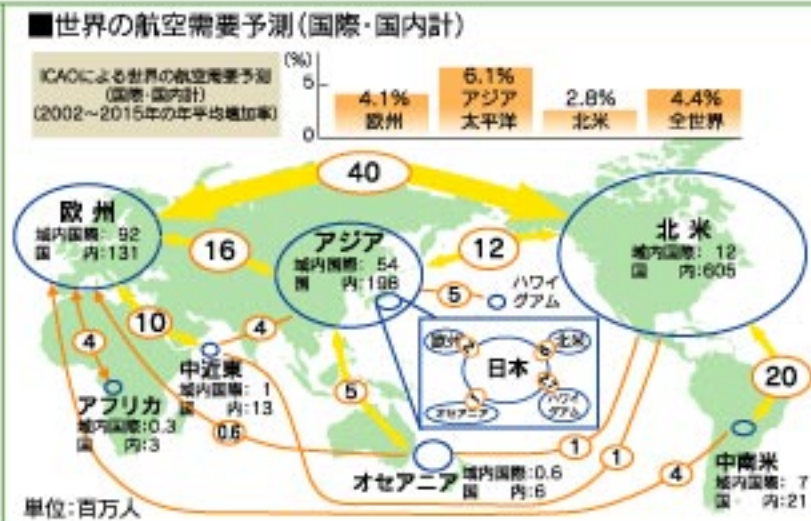 ■世界の航空需要予測(国際・国内計)
ICAOによる世界の航空需要予測
(国際・国内計)
(2002〜2015年の年平均増加率)
(%)
5
0
4.1%
欧州
6.1%
アジア
太平洋
2.8%
北米
4.4%
全世界
40
欧州
域内国際: 92
国 内:131
16
アジア
域内国際: 54
国 内:198
12
北米
域内国際: 12
国 内:605
5
ハワイ
グアム
10
4
4
中近東
域内国際: 1
国 内:13
アフリカ
域内国際:0.3
国 内:3
0.6
5
欧州
北米
日本
オセアニア
ハワイ
グアム
20
オセアニア
域内国際:0.6
国 内:6
1
1
4
中南米
域内国際: 7
国 内:21
単位:百万人